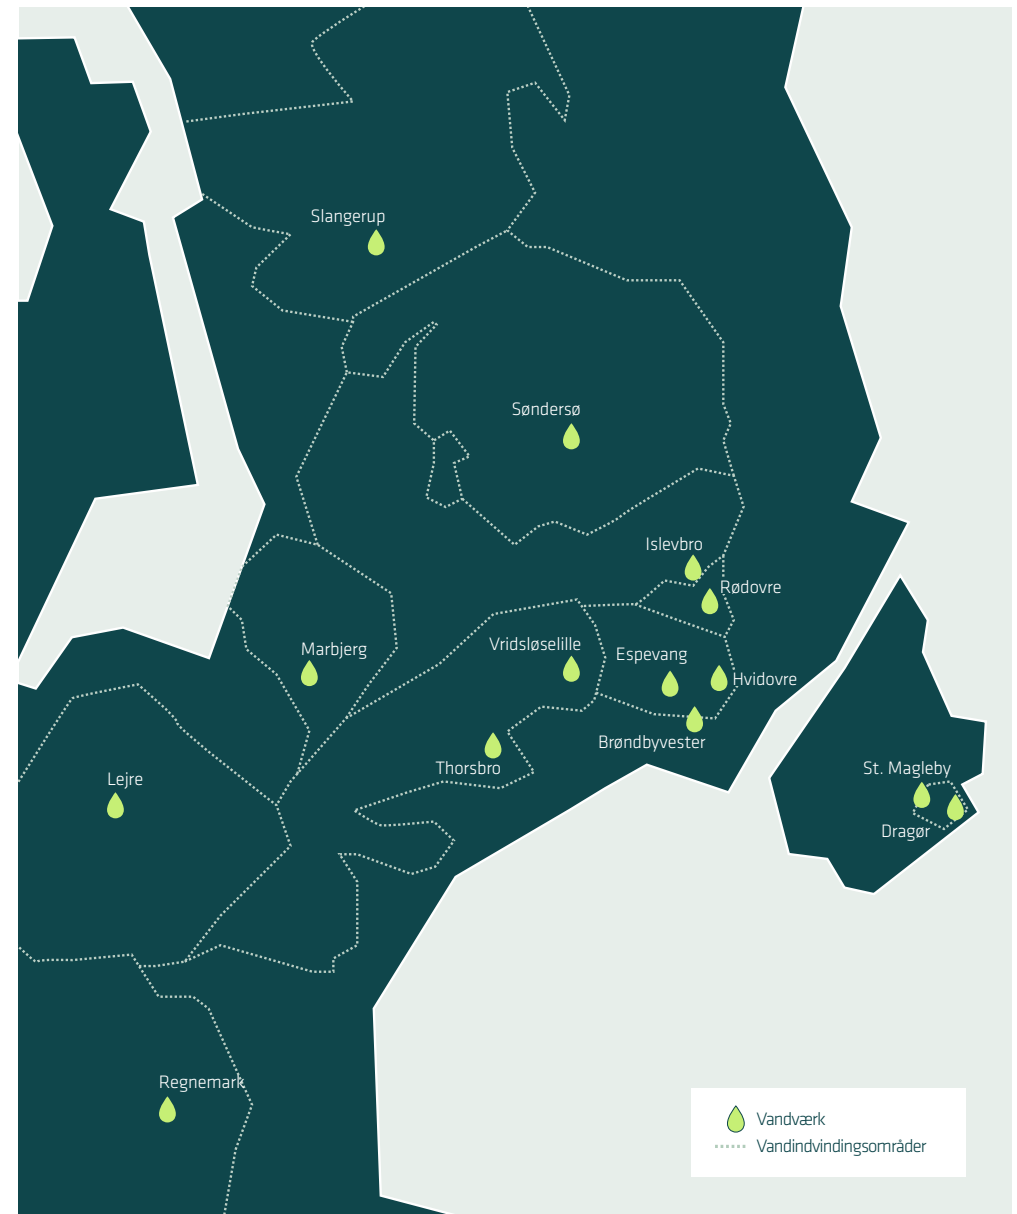 Slangerup
Søndersø
Islevbro
Rødovre
Vridsløselille
Marbjerg
Espevang
Hvidovre
Brøndbyvester
Thorsbro
St. Magleby
Lejre
Dragør
Regnemark
Vandværk
Vandindvindingsområder